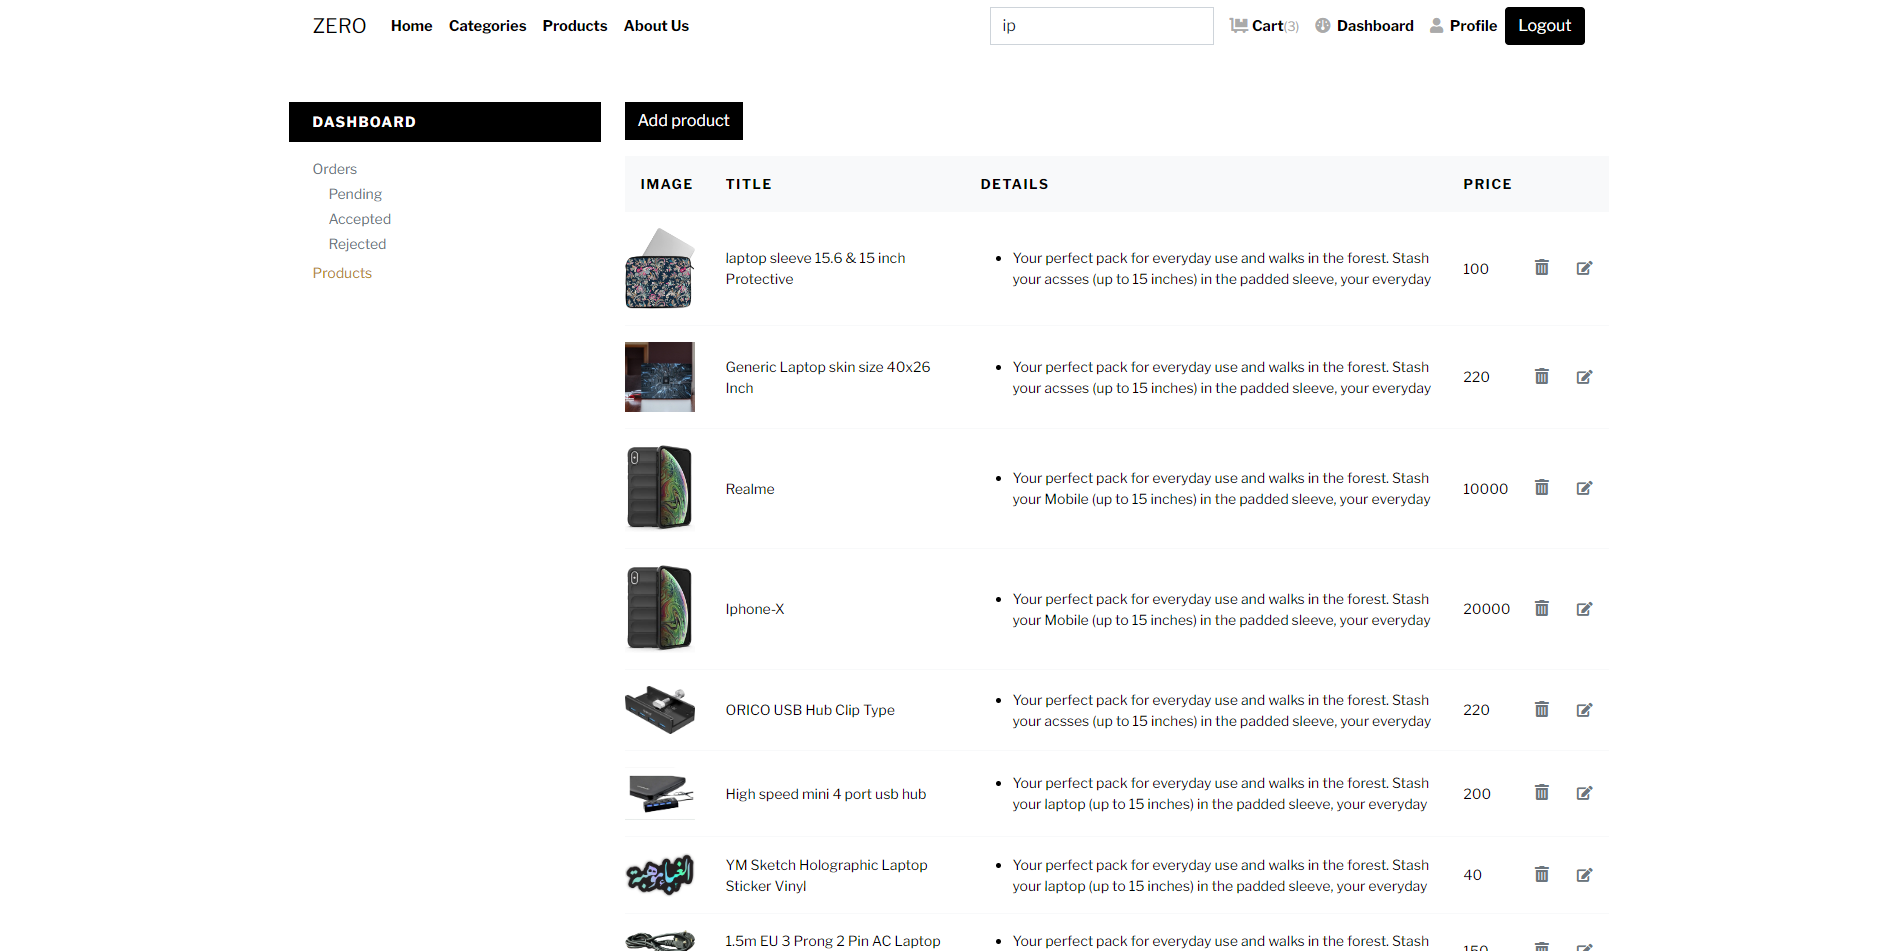 ZERO Home Categories Products About Us ip Cart(3) Dashboard Profile Logout
DASHBOARD
Orders
Pending
Accepted
Rejected
Products
Add product
IMAGE TITLE DETAILS PRICE
laptop sleeve 15.6 & 15 inch
Protective
Your perfect pack for everyday use and walks in the forest. Stash
your acsses (up to 15 inches) in the padded sleeve, your everyday
100
Generic Laptop skin size 40x26
Inch
Your perfect pack for everyday use and walks in the forest. Stash
your acsses (up to 15 inches) in the padded sleeve, your everyday
220
Realme
Your perfect pack for everyday use and walks in the forest. Stash
your Mobile (up to 15 inches) in the padded sleeve, your everyday
10000
Iphone-X
Your perfect pack for everyday use and walks in the forest. Stash
your Mobile (up to 15 inches) in the padded sleeve, your everyday
20000
ORICO USB Hub Clip Type
Your perfect pack for everyday use and walks in the forest. Stash
your acsses (up to 15 inches) in the padded sleeve, your everyday
220
High speed mini 4 port usb hub
Your perfect pack for everyday use and walks in the forest. Stash
your laptop (up to 15 inches) in the padded sleeve, your everyday
200
الغباء موهبة
YM Sketch Holographic Laptop
Sticker Vinyl
Your perfect pack for everyday use and walks in the forest. Stash
your laptop (up to 15 inches) in the padded sleeve, your everyday
40
1.5m EU 3 Prong 2 Pin AC Laptop
Your perfect pack for everyday use and walks in the forest. Stash
150